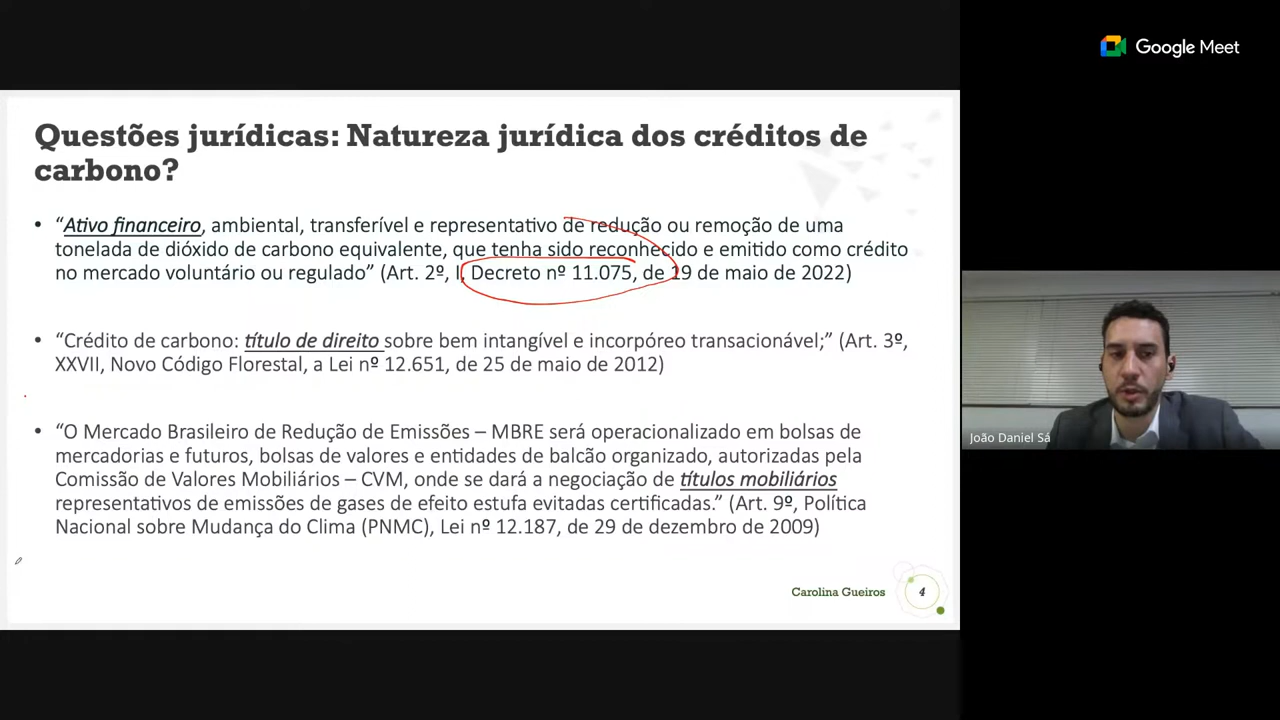 Google Meet
Questões jurídicas: Natureza jurídica dos créditos de
carbono?
• “Ativo financeiro, ambiental, transferível e representativo de redução ou remoção de uma
tonelada de dióxido de carbono equivalente, que tenha sido reconhecido e emitido como crédito
no mercado voluntário ou regulado” (Art. 2º, I, Decreto nº 11.075, de 19 de maio de 2022)
• “Crédito de carbono: título de direito sobre bem intangível e incorpóreo transacionável;” (Art. 3º,
XXVII, Novo Código Florestal, a Lei nº 12.651, de 25 de maio de 2012)
• “O Mercado Brasileiro de Redução de Emissões – MBRE será operacionalizado em bolsas de
mercadorias e futuros, bolsas de valores e entidades de balcão organizado, autorizadas pela
Comissão de Valores Mobiliários – CVM, onde se dará a negociação de títulos mobiliários
representativos de emissões de gases de efeito estufa evitadas certificadas.” (Art. 9º, Política
Nacional sobre Mudança do Clima (PNMC), Lei nº 12.187, de 29 de dezembro de 2009)
Carolina Gueiros 4
João Daniel Sá